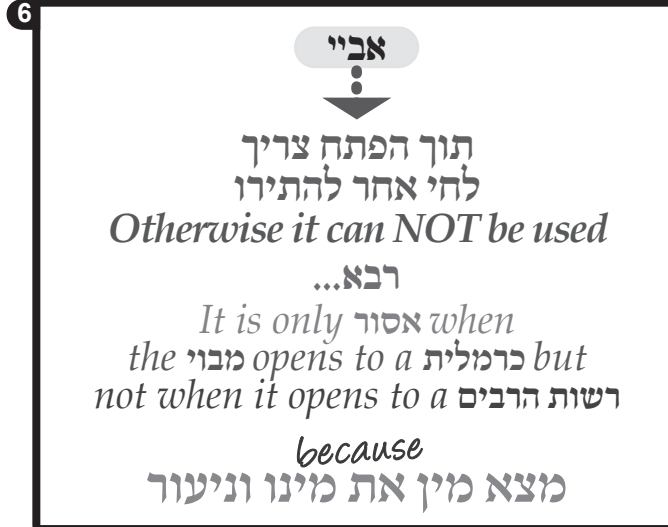 6
אביי
תוך הפתח צריך
לחי אחר להתירו
Otherwise it can NOT be used
רבא...
It is only אסור when
the מבוי opens to a כרמלית but
not when it opens to a רשות הרבים
because
מצא מין את מינו וניעור